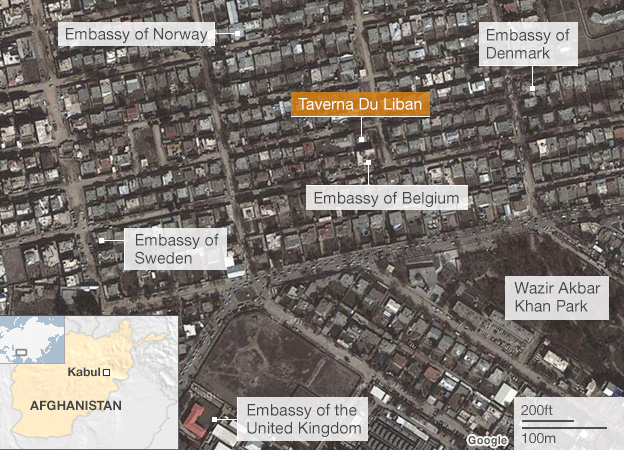 Embassy of Norway
Embassy of
Denmark
Taverna Du Liban
Embassy of Belgium
Embassy of
Sweden
Wazir Akbar
Khan Park
Kabul
AFGHANISTAN
Embassy of the
United Kingdom
Google
200ft
100m